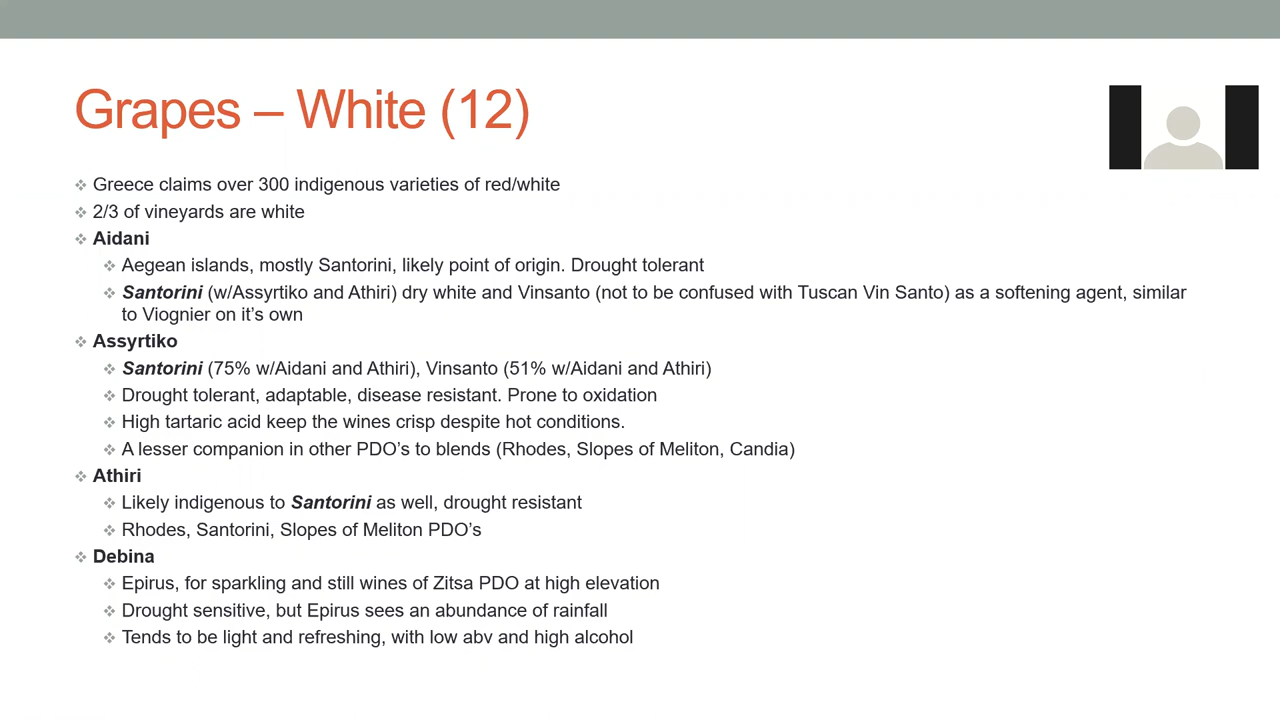 Grapes – White (12)
❖ Greece claims over 300 indigenous varieties of red/white
❖ 2/3 of vineyards are white
❖ Aidani
❖ Aegean islands, mostly Santorini, likely point of origin. Drought tolerant
❖ Santorini (w/Assyrtiko and Athiri) dry white and Vinsanto (not to be confused with Tuscan Vin Santo) as a softening agent, similar
to Viognier on it’s own
❖ Assyrtiko
❖ Santorini (75% w/Aidani and Athiri), Vinsanto (51% w/Aidani and Athiri)
❖ Drought tolerant, adaptable, disease resistant. Prone to oxidation
❖ High tartaric acid keep the wines crisp despite hot conditions.
❖ A lesser companion in other PDO’s to blends (Rhodes, Slopes of Meliton, Candia)
❖ Athiri
❖ Likely indigenous to Santorini as well, drought resistant
❖ Rhodes, Santorini, Slopes of Meliton PDO’s
❖ Debina
❖ Epirus, for sparkling and still wines of Zitsa PDO at high elevation
❖ Drought sensitive, but Epirus sees an abundance of rainfall
❖ Tends to be light and refreshing, with low abv and high alcohol